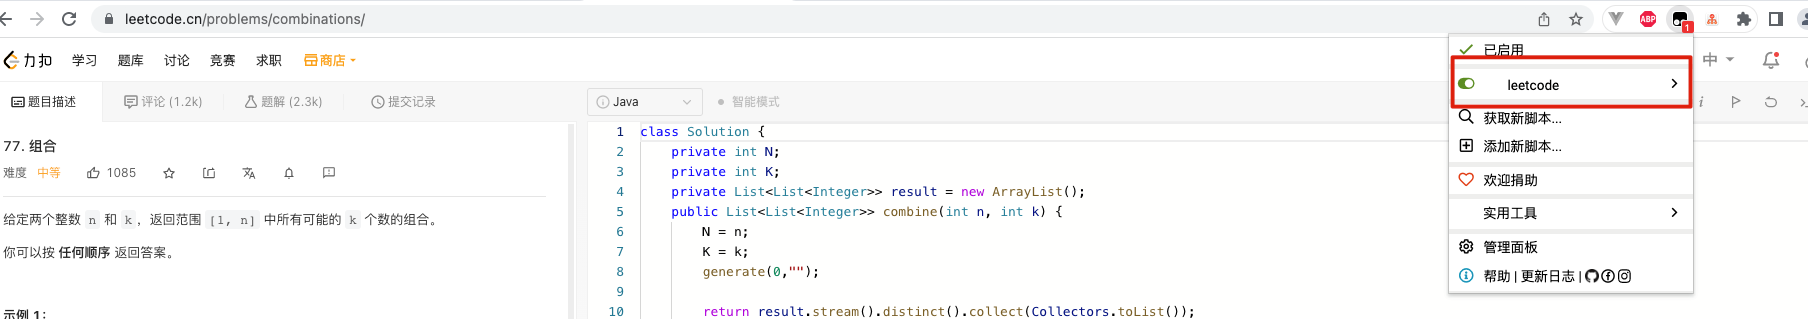 leetcode.cn/problems/combinations/
ABP
1
力扣 学习 题库 讨论 竞赛 求职 商店
中
已启用
leetcode
获取新脚本...
添加新脚本...
欢迎捐助
实用工具
管理面板
帮助 | 更新日志 |
题目描述 评论 (1.2k) 题解 (2.3k) 提交记录
77. 组合
难度 中等 1085
给定两个整数 n 和 k，返回范围 [1, n] 中所有可能的 k 个数的组合。
你可以按 任何顺序 返回答案。
示例 1：
i Java 智能模式 i
1 class Solution {
2 private int N;
3 private int K;
4 private List<List<Integer>> result = new ArrayList();
5 public List<List<Integer>> combine(int n, int k) {
6 N = n;
7 K = k;
8 generate(0,"");
9
10 return result.stream().distinct().collect(Collectors.toList());